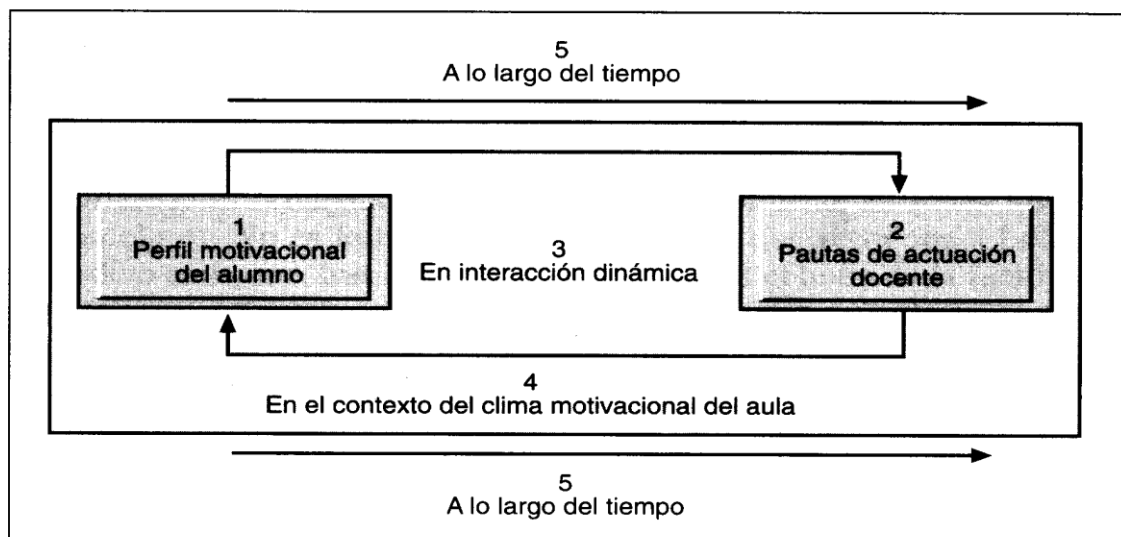 5
A lo largo del tiempo
1
Perfil motivacional
del alumno
3
En interacción dinámica
2
Pautas de actuación
docente
4
En el contexto del clima motivacional del aula
5
A lo largo del tiempo